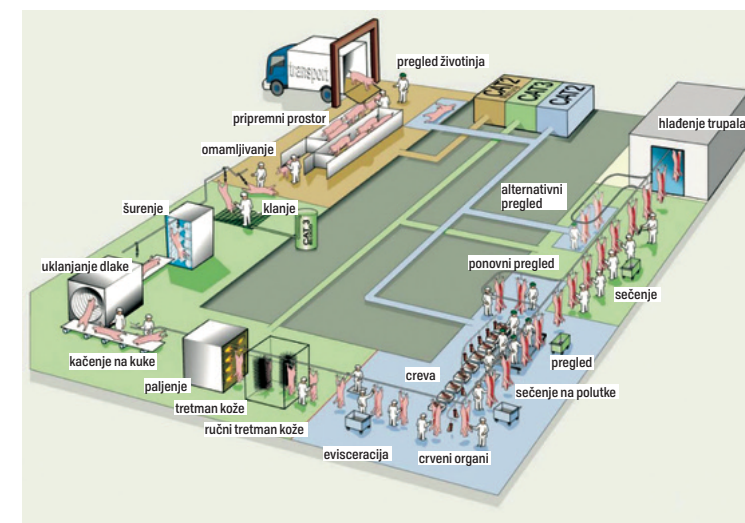 transport
pregled životinja
CAT2
CAT3
CAT2
pripremni prostor
hlađenje trupala
omamljivanje
alternativni
pregled
šurenje
klanje
CAT3
uklanjanje dlake
ponovni pregled
sečenje
kačenje na kuke
paljenje
creva
pregled
tretman kože
sečenje na polutke
ručni tretman kože
evisceracija
crveni organi